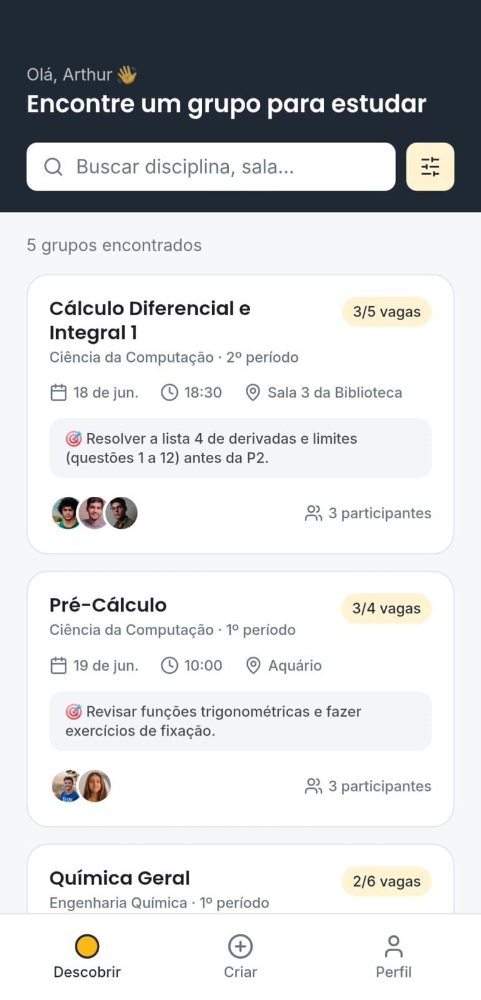 Olá, Arthur 👋
Encontre um grupo para estudar
Buscar disciplina, sala...
5 grupos encontrados
Cálculo Diferencial e
Integral 1
3/5 vagas
Ciência da Computação · 2º período
18 de jun. 18:30 Sala 3 da Biblioteca
🎯 Resolver a lista 4 de derivadas e limites
(questões 1 a 12) antes da P2.
3 participantes
Pré-Cálculo
3/4 vagas
Ciência da Computação · 1º período
19 de jun. 10:00 Aquário
🎯 Revisar funções trigonométricas e fazer
exercícios de fixação.
3 participantes
Química Geral
2/6 vagas
Engenharia Química · 1º período
Descobrir Criar Perfil